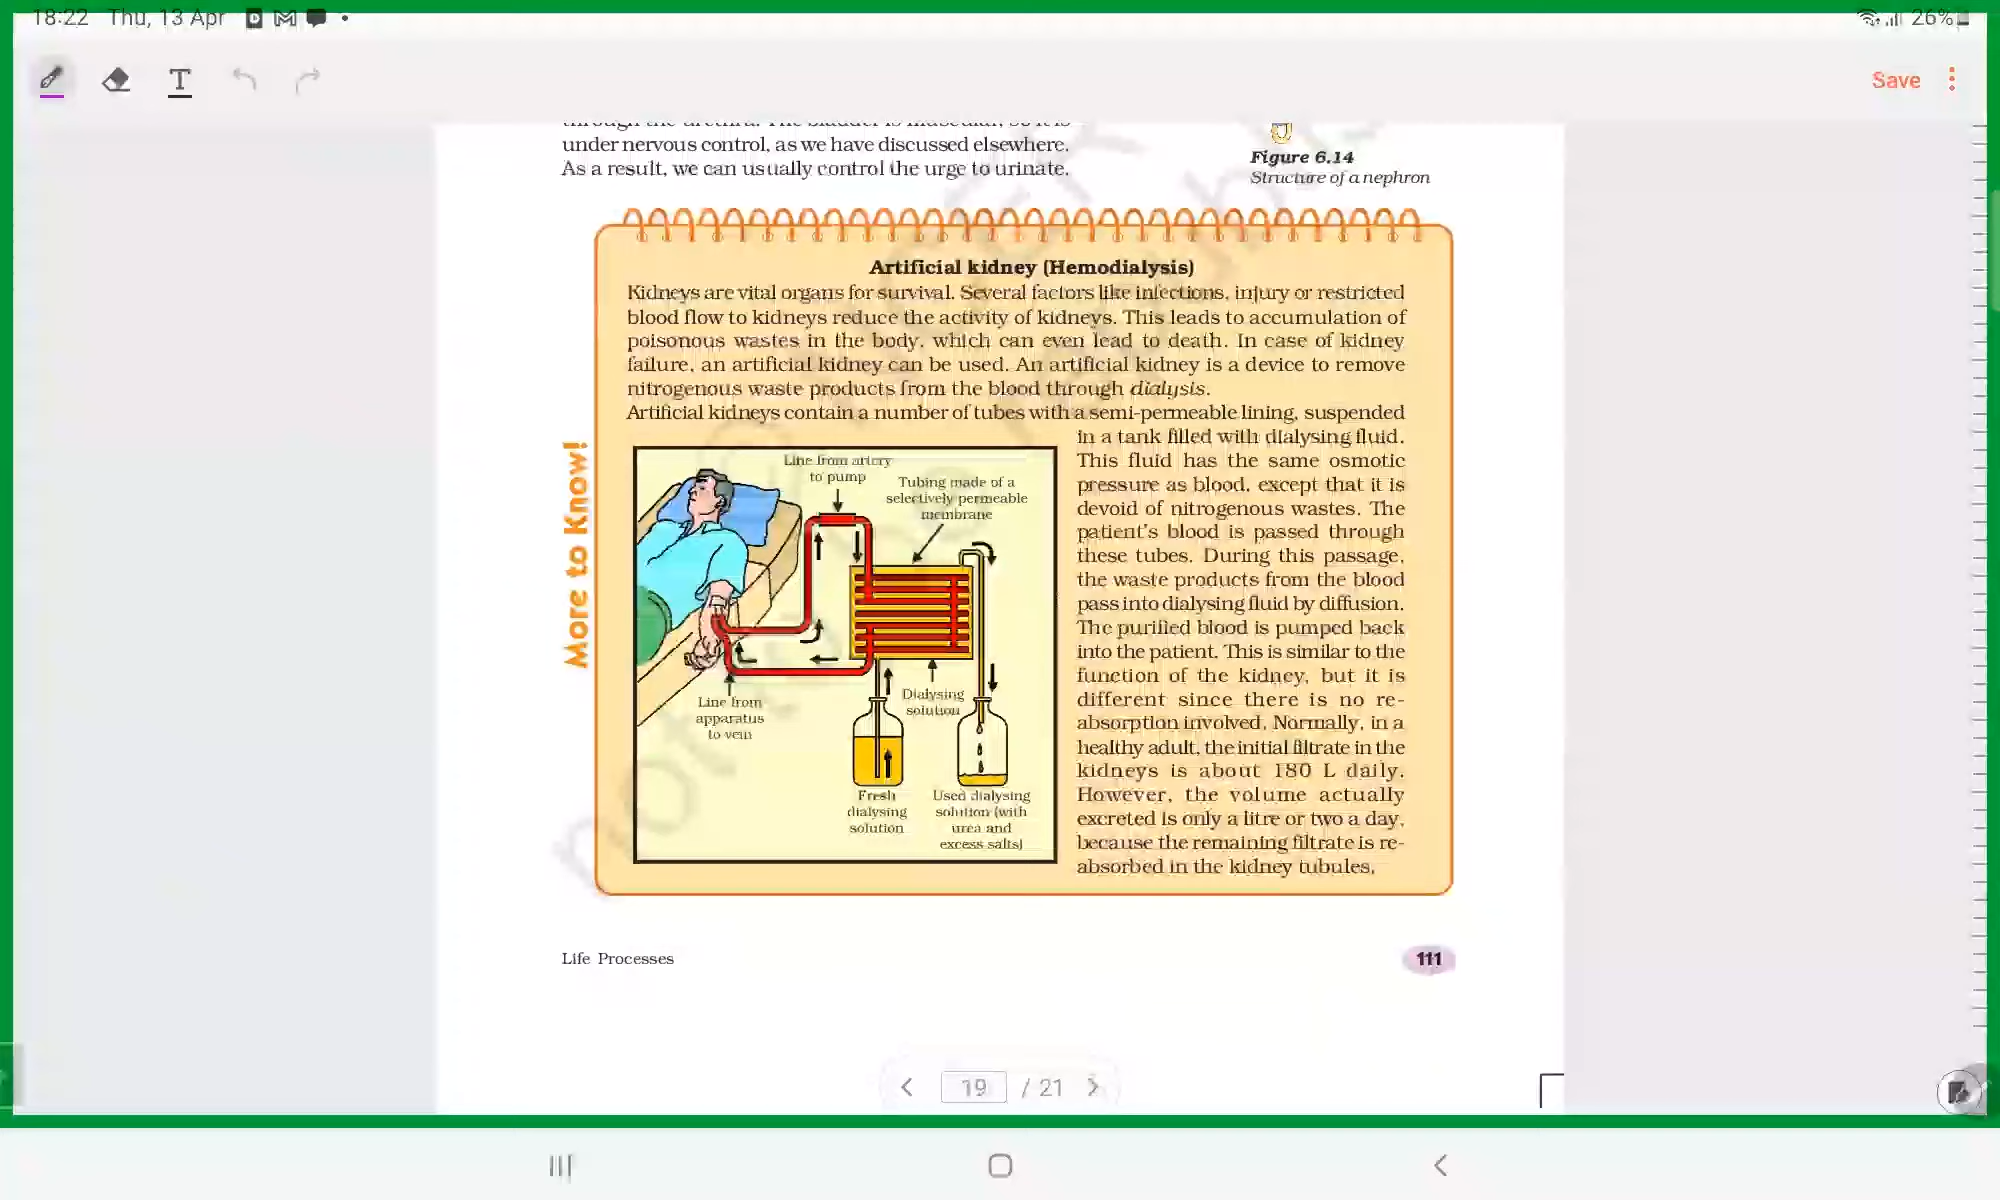 18:22 Thu, 13 Apr
26%
T
Save
through the urethra. The bladder is muscular, so it is
under nervous control, as we have discussed elsewhere.
As a result, we can usually control the urge to urinate.
Figure 6.14
Structure of a nephron
Artificial kidney (Hemodialysis)
Kidneys are vital organs for survival. Several factors like infections, injury or restricted
blood flow to kidneys reduce the activity of kidneys. This leads to accumulation of
poisonous wastes in the body, which can even lead to death. In case of kidney
failure, an artificial kidney can be used. An artificial kidney is a device to remove
nitrogenous waste products from the blood through dialysis.
Artificial kidneys contain a number of tubes with a semi-permeable lining, suspended
in a tank filled with dialysing fluid.
This fluid has the same osmotic
pressure as blood, except that it is
devoid of nitrogenous wastes. The
patient's blood is passed through
these tubes. During this passage,
the waste products from the blood
pass into dialysing fluid by diffusion.
The purified blood is pumped back
into the patient. This is similar to the
function of the kidney, but it is
different since there is no re-
absorption involved. Normally, in a
healthy adult, the initial filtrate in the
kidneys is about 180 L daily.
However, the volume actually
excreted is only a litre or two a day,
because the remaining filtrate is re-
absorbed in the kidney tubules.
More to Know!
Line from artery
to pump
Tubing made of a
selectively permeable
membrane
Line from
apparatus
to vein
Dialysing
solution
Fresh
dialysing
solution
Used dialysing
solution (with
urea and
excess salts)
Life Processes
111
19 / 21